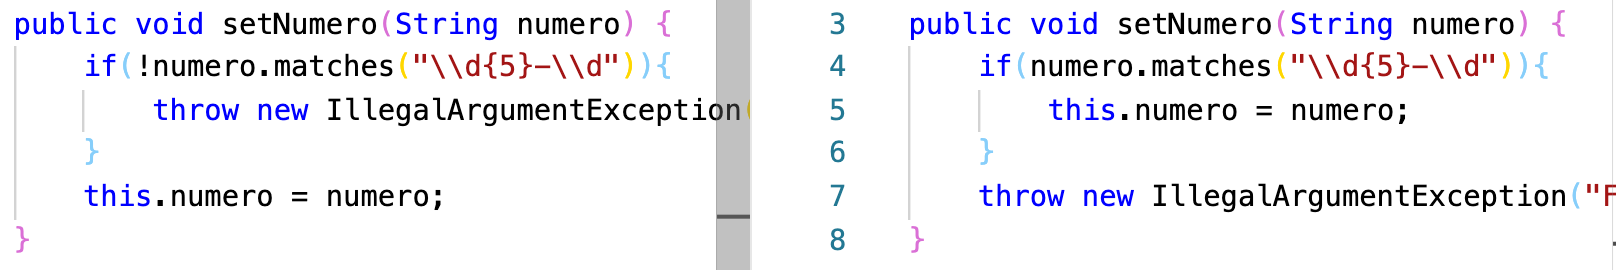 public void setNumero(String numero) {
if(!numero.matches("\\d{5}-\\d")){
throw new IllegalArgumentException(
}
this.numero = numero;
}
3 public void setNumero(String numero) {
4 if(numero.matches("\\d{5}-\\d")){
5 this.numero = numero;
6 }
7 throw new IllegalArgumentException("F
8 }